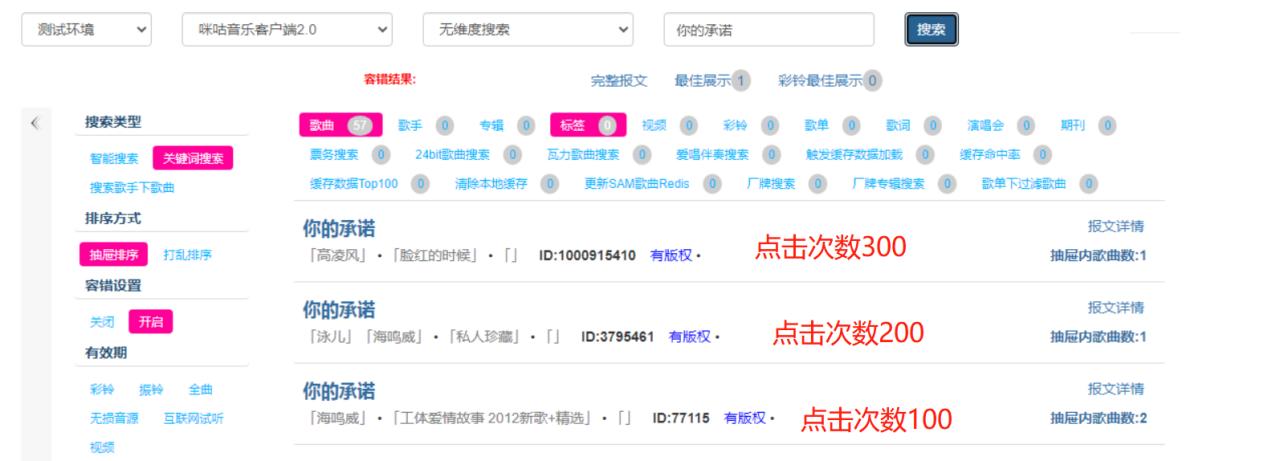 测试环境 咪咕音乐客户端2.0 无维度搜索 你的承诺 搜索
容错结果: 完整报文 最佳展示 1 彩铃最佳展示 0
搜索类型
智能搜索 关键词搜索
搜索歌手下歌曲
排序方式
抽屉排序 打乱排序
容错设置
关闭 开启
有效期
彩铃 振铃 全曲
无损音源 互联网试听
视频
歌曲 57 歌手 0 专辑 0 标签 0 视频 0 彩铃 0 歌单 0 歌词 0 演唱会 0 期刊 0
票务搜索 0 24bit歌曲搜索 0 瓦力歌曲搜索 0 爱唱伴奏搜索 0 触发缓存数据加载 0 缓存命中率 0
缓存数据Top100 0 清除本地缓存 0 更新SAM歌曲Redis 0 厂牌搜索 0 厂牌专辑搜索 0 歌单下过滤歌曲 0
你的承诺 报文详情
「高凌风」 • 「脸红的时候」 • 「」 ID:1000915410 有版权 • 点击次数300 抽屉内歌曲数:1
你的承诺 报文详情
「泳儿」「海鸣威」 • 「私人珍藏」 • 「」 ID:3795461 有版权 • 点击次数200 抽屉内歌曲数:1
你的承诺 报文详情
「海鸣威」 • 「工体爱情故事 2012新歌+精选」 • 「」 ID:77115 有版权 • 点击次数100 抽屉内歌曲数:2